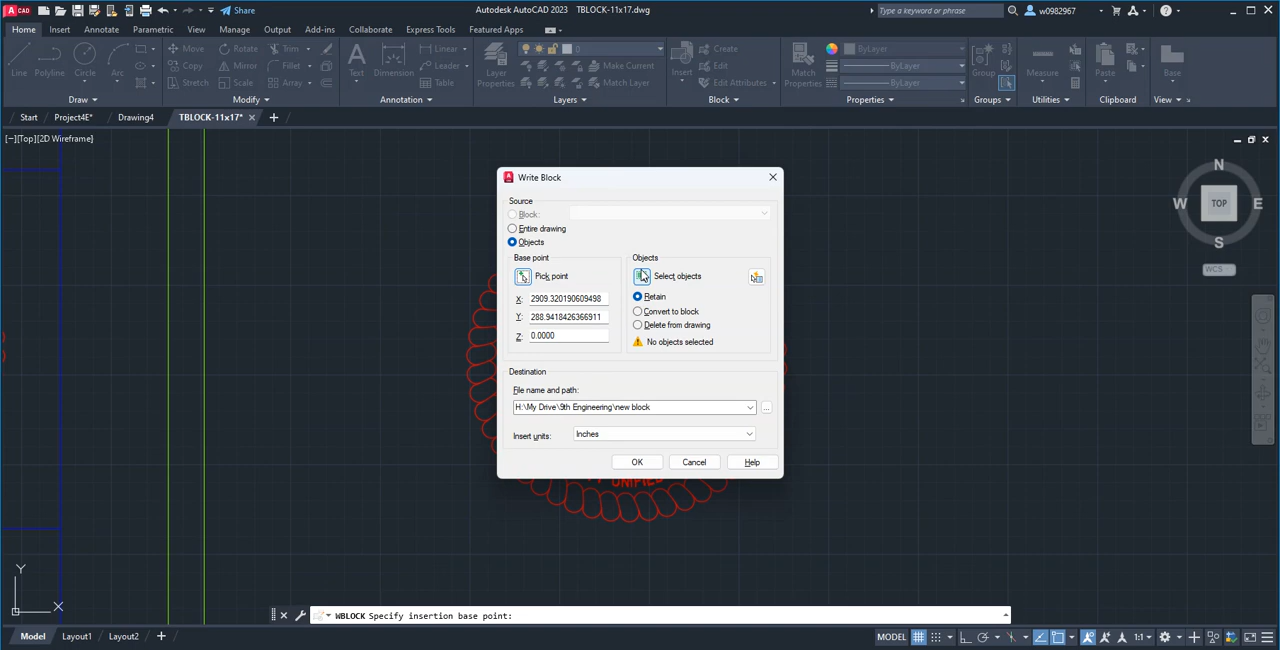 CAD Share Autodesk AutoCAD 2023 TBLOCK-11x17.dwg Type a keyword or phrase w0982967
Home Insert Annotate Parametric View Manage Output Add-ins Collaborate Express Tools Featured Apps
Line Polyline Circle Arc Move Rotate Trim Text Dimension Linear Layer Properties 0 Insert Create Match Properties ByLayer Group Measure Paste Base
Copy Mirror Fillet Leader Make Current Edit ByLayer
Stretch Scale Array Table Match Layer Edit Attributes ByLayer
Draw Modify Annotation Layers Block Properties Groups Utilities Clipboard View
Start Project4E* Drawing4 TBLOCK-11x17*
[−][Top][2D Wireframe]
N
W TOP E
S
WCS
Write Block
Source
Block:
Entire drawing
Objects
Base point
Pick point
X: 2909.320190609498
Y: 288.9418426366911
Z: 0.0000
Objects
Select objects
Retain
Convert to block
Delete from drawing
No objects selected
Destination
File name and path:
H:\My Drive\9th Engineering\new block
...
Insert units: Inches
OK Cancel Help
UNIFIED
Y
X
WBLOCK Specify insertion base point:
Model Layout1 Layout2 + MODEL 1:1